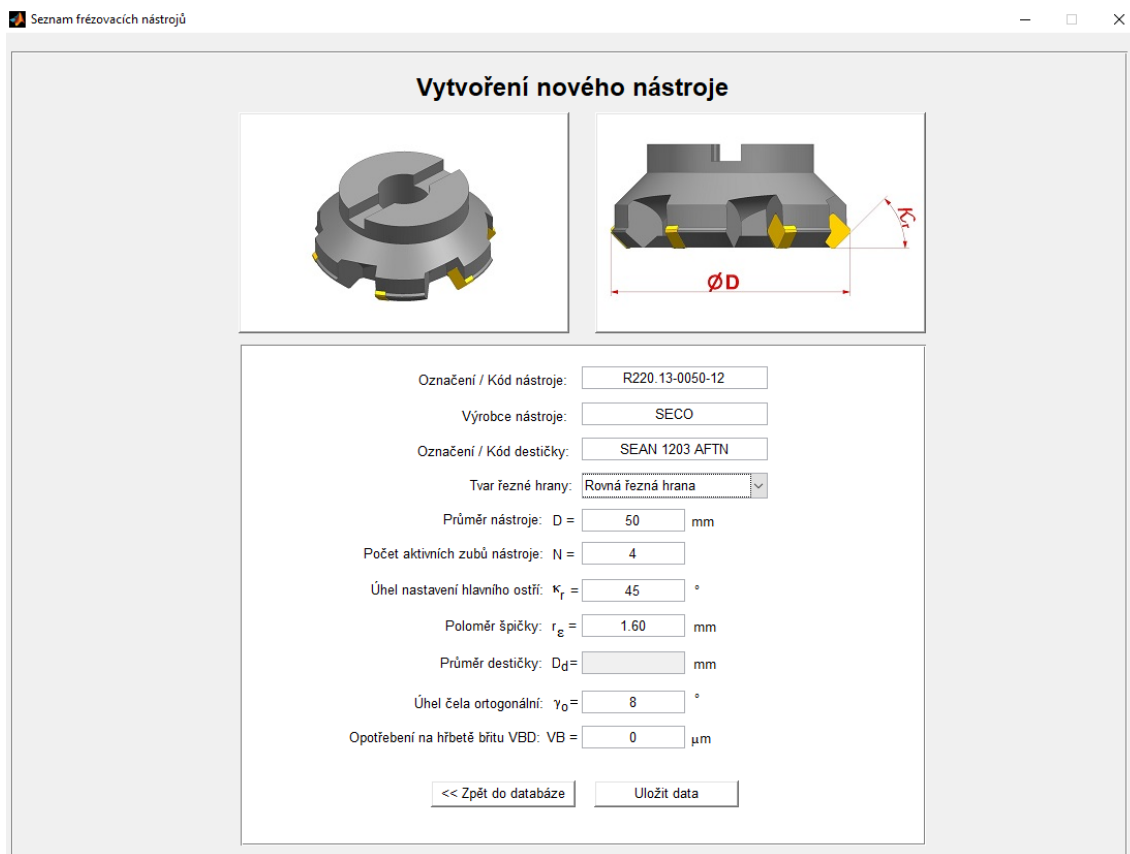 Seznam frézovacích nástrojů
Vytvoření nového nástroje
κr
ØD
Označení / Kód nástroje: R220.13-0050-12
Výrobce nástroje: SECO
Označení / Kód destičky: SEAN 1203 AFTN
Tvar řezné hrany: Rovná řezná hrana
Průměr nástroje: D = 50 mm
Počet aktivních zubů nástroje: N = 4
Úhel nastavení hlavního ostří: κr = 45 °
Poloměr špičky: rε = 1.60 mm
Průměr destičky: Dd= mm
Úhel čela ortogonální: γo= 8 °
Opotřebení na hřbetě břitu VBD: VB = 0 μm
<< Zpět do databáze Uložit data